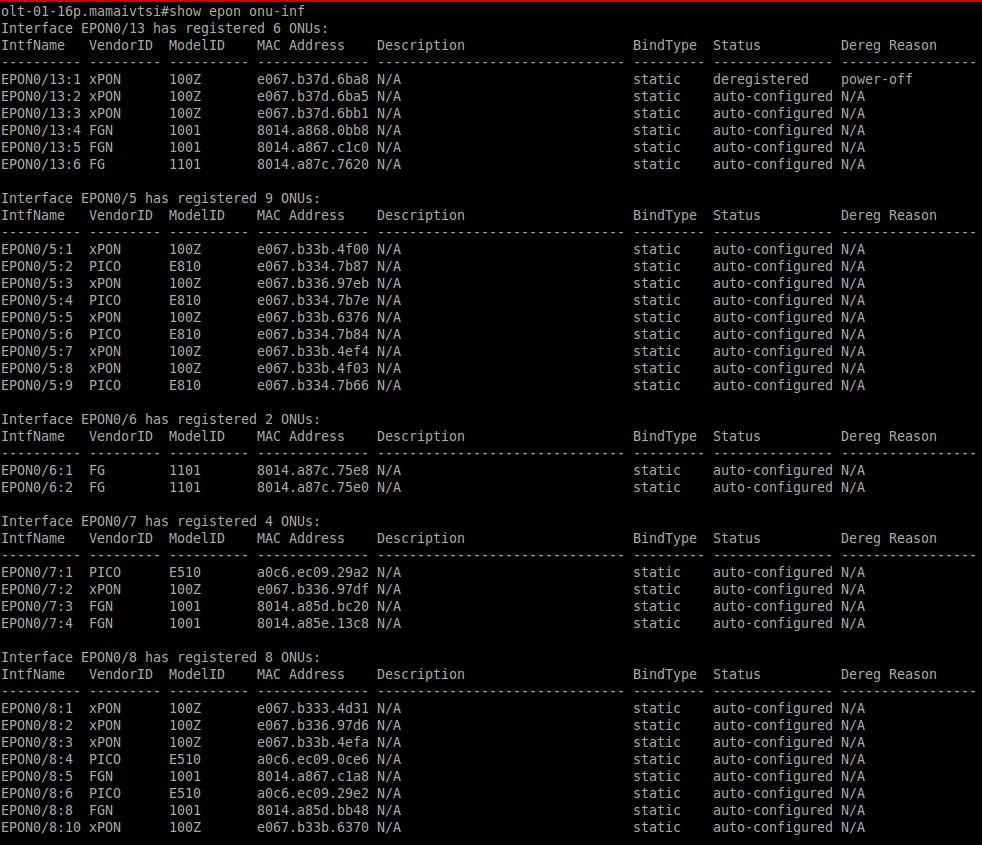 olt-01-16p.mamaivtsi#show epon onu-inf
Interface EPON0/13 has registered 6 ONUs:
IntfName   VendorID  ModelID    MAC Address    Description                     BindType  Status          Dereg Reason
---------- --------- ---------- -------------- ------------------------------- --------- --------------- -----------------
EPON0/13:1 xPON      100Z       e067.b37d.6ba8 N/A                             static    deregistered    power-off
EPON0/13:2 xPON      100Z       e067.b37d.6ba5 N/A                             static    auto-configured N/A
EPON0/13:3 xPON      100Z       e067.b37d.6bb1 N/A                             static    auto-configured N/A
EPON0/13:4 FGN       1001       8014.a868.0bb8 N/A                             static    auto-configured N/A
EPON0/13:5 FGN       1001       8014.a867.c1c0 N/A                             static    auto-configured N/A
EPON0/13:6 FG        1101       8014.a87c.7620 N/A                             static    auto-configured N/A

Interface EPON0/5 has registered 9 ONUs:
IntfName   VendorID  ModelID    MAC Address    Description                     BindType  Status          Dereg Reason
---------- --------- ---------- -------------- ------------------------------- --------- --------------- -----------------
EPON0/5:1  xPON      100Z       e067.b33b.4f00 N/A                             static    auto-configured N/A
EPON0/5:2  PICO      E810       e067.b334.7b87 N/A                             static    auto-configured N/A
EPON0/5:3  xPON      100Z       e067.b336.97eb N/A                             static    auto-configured N/A
EPON0/5:4  PICO      E810       e067.b334.7b7e N/A                             static    auto-configured N/A
EPON0/5:5  xPON      100Z       e067.b33b.6376 N/A                             static    auto-configured N/A
EPON0/5:6  PICO      E810       e067.b334.7b84 N/A                             static    auto-configured N/A
EPON0/5:7  xPON      100Z       e067.b33b.4ef4 N/A                             static    auto-configured N/A
EPON0/5:8  xPON      100Z       e067.b33b.4f03 N/A                             static    auto-configured N/A
EPON0/5:9  PICO      E810       e067.b334.7b66 N/A                             static    auto-configured N/A

Interface EPON0/6 has registered 2 ONUs:
IntfName   VendorID  ModelID    MAC Address    Description                     BindType  Status          Dereg Reason
---------- --------- ---------- -------------- ------------------------------- --------- --------------- -----------------
EPON0/6:1  FG        1101       8014.a87c.75e8 N/A                             static    auto-configured N/A
EPON0/6:2  FG        1101       8014.a87c.75e0 N/A                             static    auto-configured N/A

Interface EPON0/7 has registered 4 ONUs:
IntfName   VendorID  ModelID    MAC Address    Description                     BindType  Status          Dereg Reason
---------- --------- ---------- -------------- ------------------------------- --------- --------------- -----------------
EPON0/7:1  PICO      E510       a0c6.ec09.29a2 N/A                             static    auto-configured N/A
EPON0/7:2  xPON      100Z       e067.b336.97df N/A                             static    auto-configured N/A
EPON0/7:3  FGN       1001       8014.a85d.bc20 N/A                             static    auto-configured N/A
EPON0/7:4  FGN       1001       8014.a85e.13c8 N/A                             static    auto-configured N/A

Interface EPON0/8 has registered 8 ONUs:
IntfName   VendorID  ModelID    MAC Address    Description                     BindType  Status          Dereg Reason
---------- --------- ---------- -------------- ------------------------------- --------- --------------- -----------------
EPON0/8:1  xPON      100Z       e067.b333.4d31 N/A                             static    auto-configured N/A
EPON0/8:2  xPON      100Z       e067.b336.97d6 N/A                             static    auto-configured N/A
EPON0/8:3  xPON      100Z       e067.b33b.4efa N/A                             static    auto-configured N/A
EPON0/8:4  PICO      E510       a0c6.ec09.0ce6 N/A                             static    auto-configured N/A
EPON0/8:5  FGN       1001       8014.a867.c1a8 N/A                             static    auto-configured N/A
EPON0/8:6  PICO      E510       a0c6.ec09.29e2 N/A                             static    auto-configured N/A
EPON0/8:8  FGN       1001       8014.a85d.bb48 N/A                             static    auto-configured N/A
EPON0/8:10 xPON      100Z       e067.b33b.6370 N/A                             static    auto-configured N/A